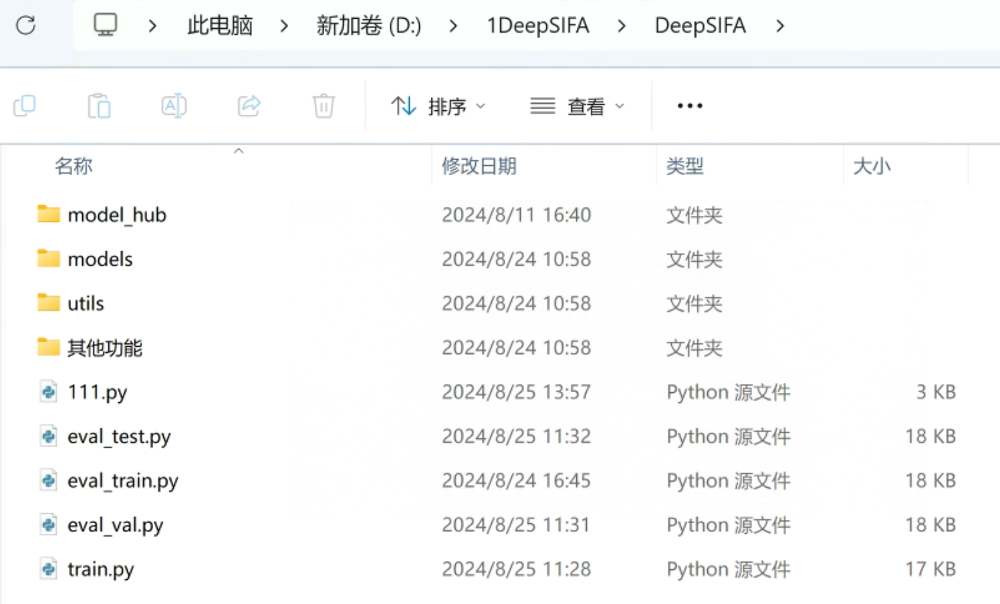 此电脑 新加卷 (D:) 1DeepSIFA DeepSIFA
排序 查看
名称 修改日期 类型 大小
model_hub 2024/8/11 16:40 文件夹
models 2024/8/24 10:58 文件夹
utils 2024/8/24 10:58 文件夹
其他功能 2024/8/24 10:58 文件夹
111.py 2024/8/25 13:57 Python 源文件 3 KB
eval_test.py 2024/8/25 11:32 Python 源文件 18 KB
eval_train.py 2024/8/24 16:45 Python 源文件 18 KB
eval_val.py 2024/8/25 11:31 Python 源文件 18 KB
train.py 2024/8/25 11:28 Python 源文件 17 KB